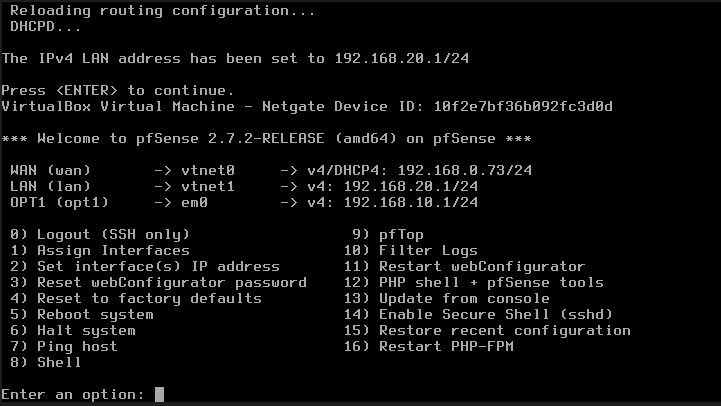 Reloading routing configuration...
DHCPD...
The IPv4 LAN address has been set to 192.168.20.1/24
Press <ENTER> to continue.
VirtualBox Virtual Machine - Netgate Device ID: 10f2e7bf36b092fc3d0d
*** Welcome to pfSense 2.7.2-RELEASE (amd64) on pfSense ***
WAN (wan) -> vtnet0 -> v4/DHCP4: 192.168.0.73/24
LAN (lan) -> vtnet1 -> v4: 192.168.20.1/24
OPT1 (opt1) -> em0 -> v4: 192.168.10.1/24
0) Logout (SSH only) 9) pfTop
1) Assign Interfaces 10) Filter Logs
2) Set interface(s) IP address 11) Restart webConfigurator
3) Reset webConfigurator password 12) PHP shell + pfSense tools
4) Reset to factory defaults 13) Update from console
5) Reboot system 14) Enable Secure Shell (sshd)
6) Halt system 15) Restore recent configuration
7) Ping host 16) Restart PHP-FPM
8) Shell
Enter an option: